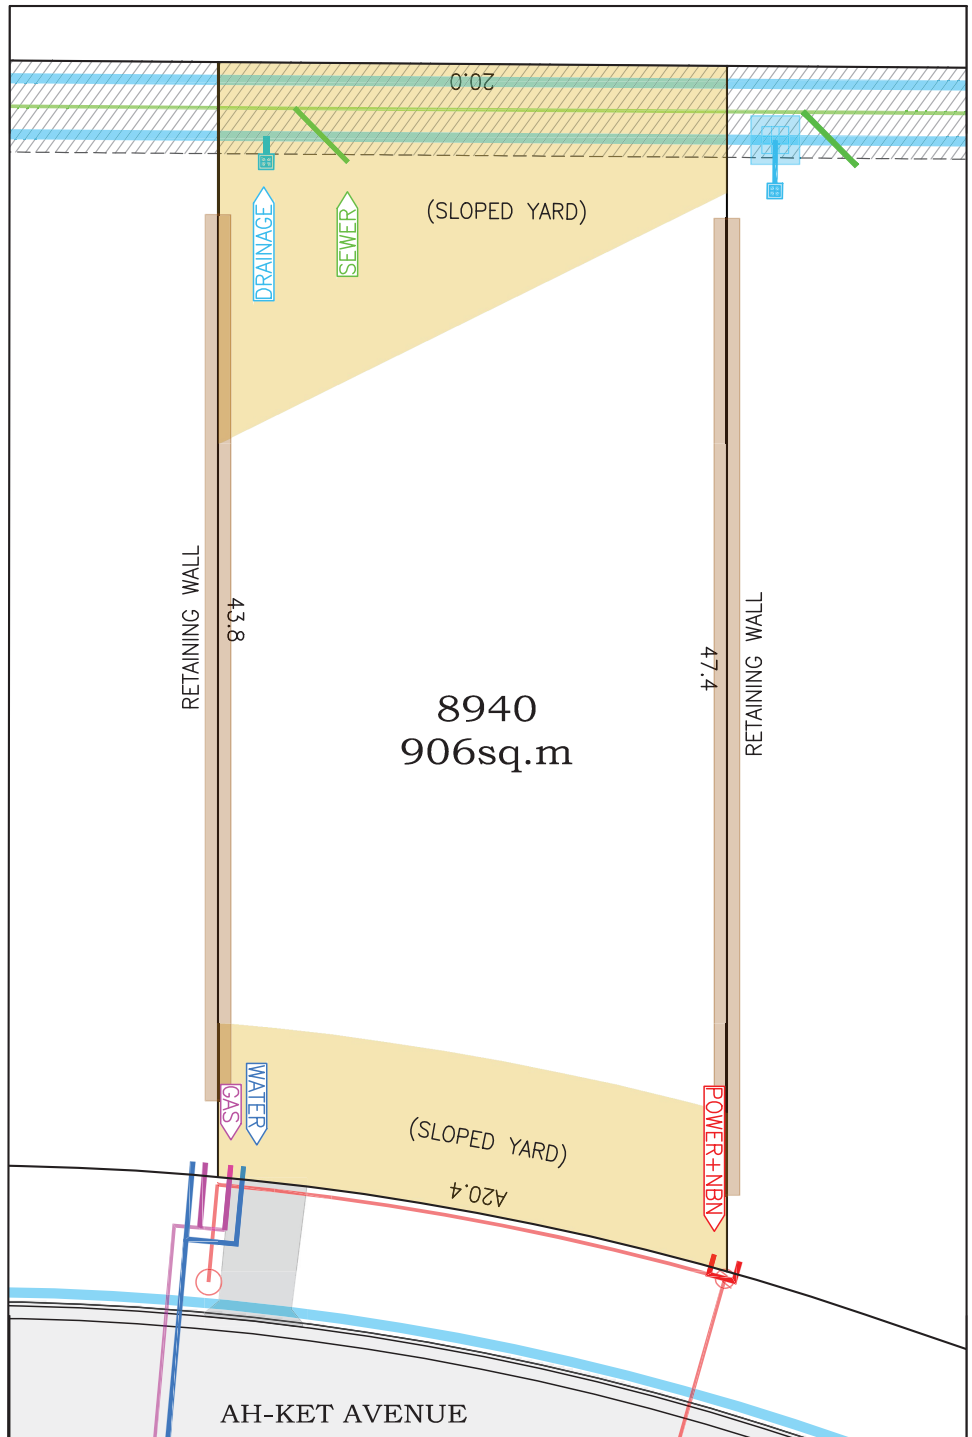 20.0
(SLOPED YARD)
DRAINAGE
SEWER
RETAINING WALL
43.8
47.4
RETAINING WALL
8940
906sq.m
GAS
WATER
(SLOPED YARD)
POWER+NBN
A20.4
AH-KET AVENUE